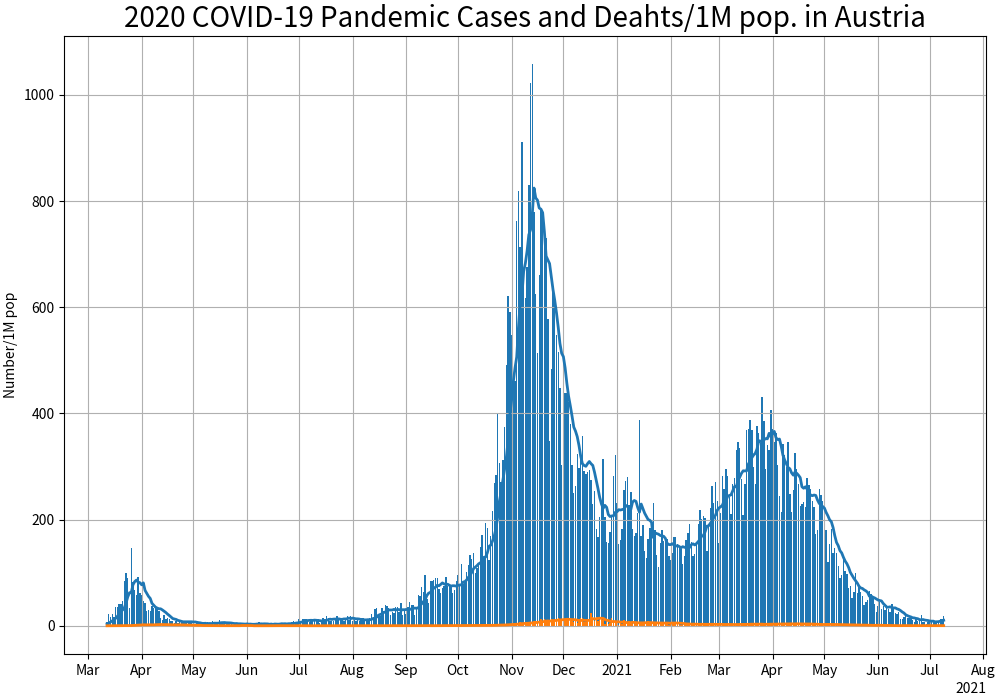 2020 COVID-19 Pandemic Cases and Deahts/1M pop. in Austria
Number/1M pop
1000
800
600
400
200
0
Mar Apr May Jun Jul Aug Sep Oct Nov Dec 2021 Feb Mar Apr May Jun Jul Aug
2021